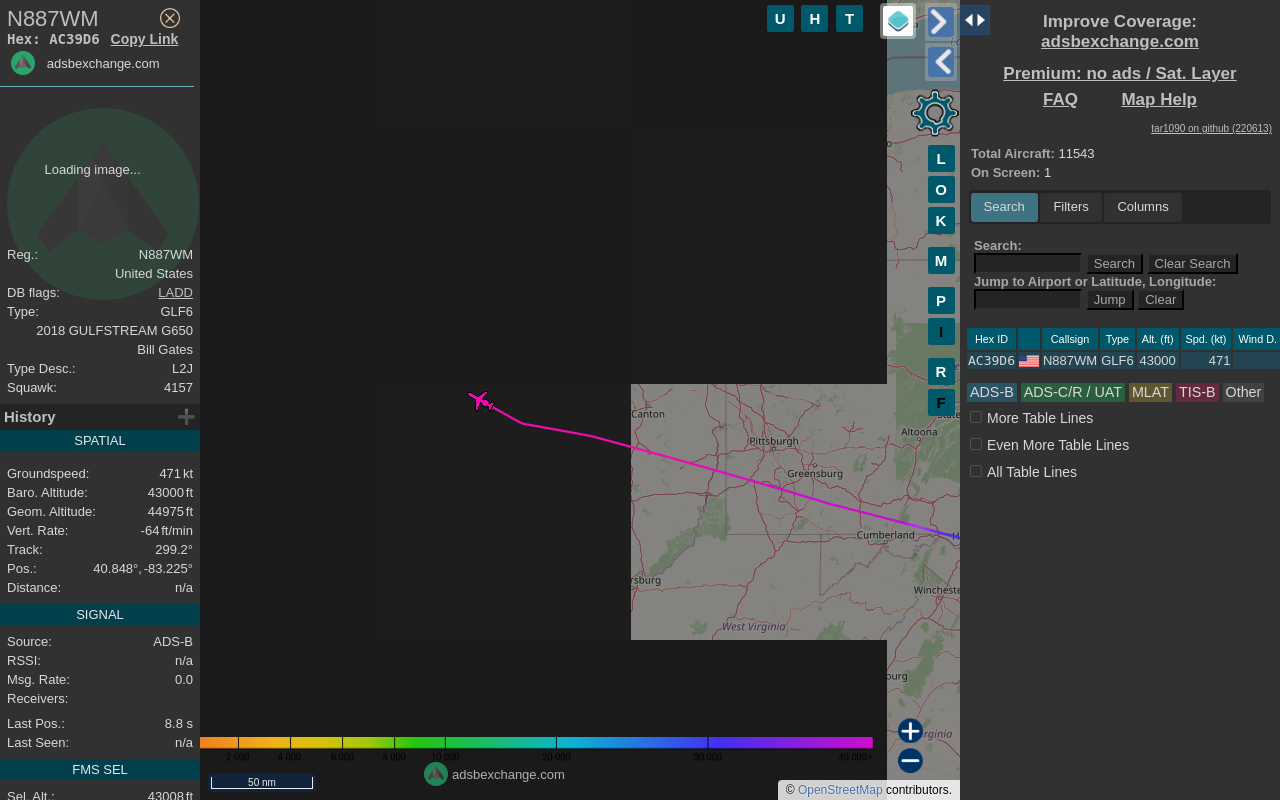 N887WM
Hex: AC39D6 Copy Link
adsbexchange.com
Loading image...
Reg.: N887WM
United States
DB flags: LADD
Type: GLF6
2018 GULFSTREAM G650
Bill Gates
Type Desc.: L2J
Squawk: 4157
History
SPATIAL
Groundspeed: 471 kt
Baro. Altitude: 43000 ft
Geom. Altitude: 44975 ft
Vert. Rate: -64 ft/min
Track: 299.2°
Pos.: 40.848°, -83.225°
Distance: n/a
SIGNAL
Source: ADS-B
RSSI: n/a
Msg. Rate: 0.0
Receivers:
Last Pos.: 8.8 s
Last Seen: n/a
FMS SEL
Sel. Alt.: 43008 ft
U H T
L
O
K
M
P
I
R
F
Canton
Pittsburgh
Greensburg
Altoona
Cumberland
Winchester
West Virginia
2 000 4 000 6 000 8 000 10 000 20 000 30 000 40 000+
adsbexchange.com
50 nm
© OpenStreetMap contributors.
Improve Coverage:
adsbexchange.com
Premium: no ads / Sat. Layer
FAQ Map Help
tar1090 on github (220613)
Total Aircraft: 11543
On Screen: 1
Search Filters Columns
Search:
Search Clear Search
Jump to Airport or Latitude, Longitude:
Jump Clear
Hex ID Callsign Type Alt. (ft) Spd. (kt) Wind D.
AC39D6 N887WM GLF6 43000 471
ADS-B ADS-C/R / UAT MLAT TIS-B Other
More Table Lines
Even More Table Lines
All Table Lines